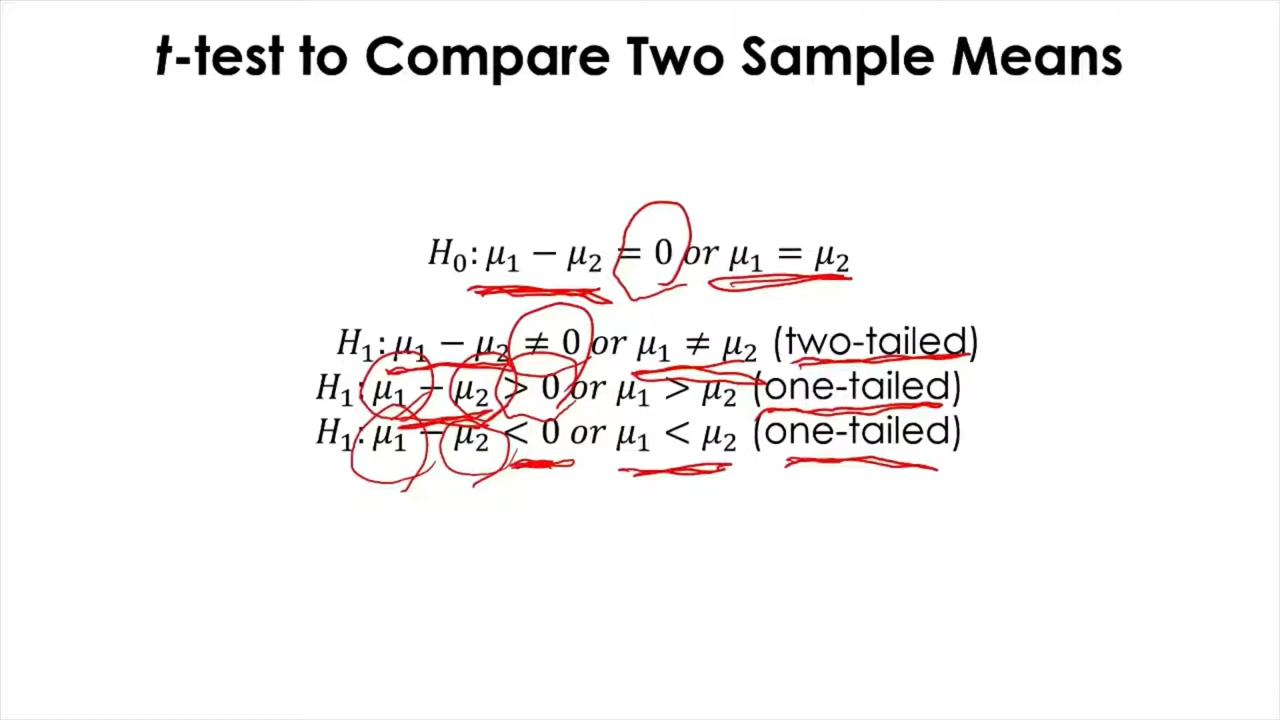 t-test to Compare Two Sample Means
H₀: μ₁ − μ₂ = 0 or μ₁ = μ₂
H₁: μ₁ − μ₂ ≠ 0 or μ₁ ≠ μ₂ (two-tailed)
H₁: μ₁ − μ₂ > 0 or μ₁ > μ₂ (one-tailed)
H₁: μ₁ − μ₂ < 0 or μ₁ < μ₂ (one-tailed)